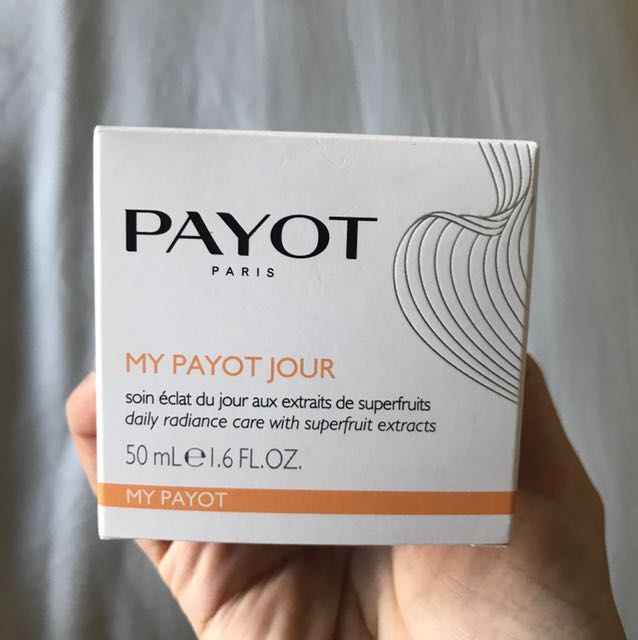 PAYOT
PARIS
MY PAYOT JOUR
soin éclat du jour aux extraits de superfruits
daily radiance care with superfruit extracts
50 mL℮1.6 FL.OZ.
MY PAYOT